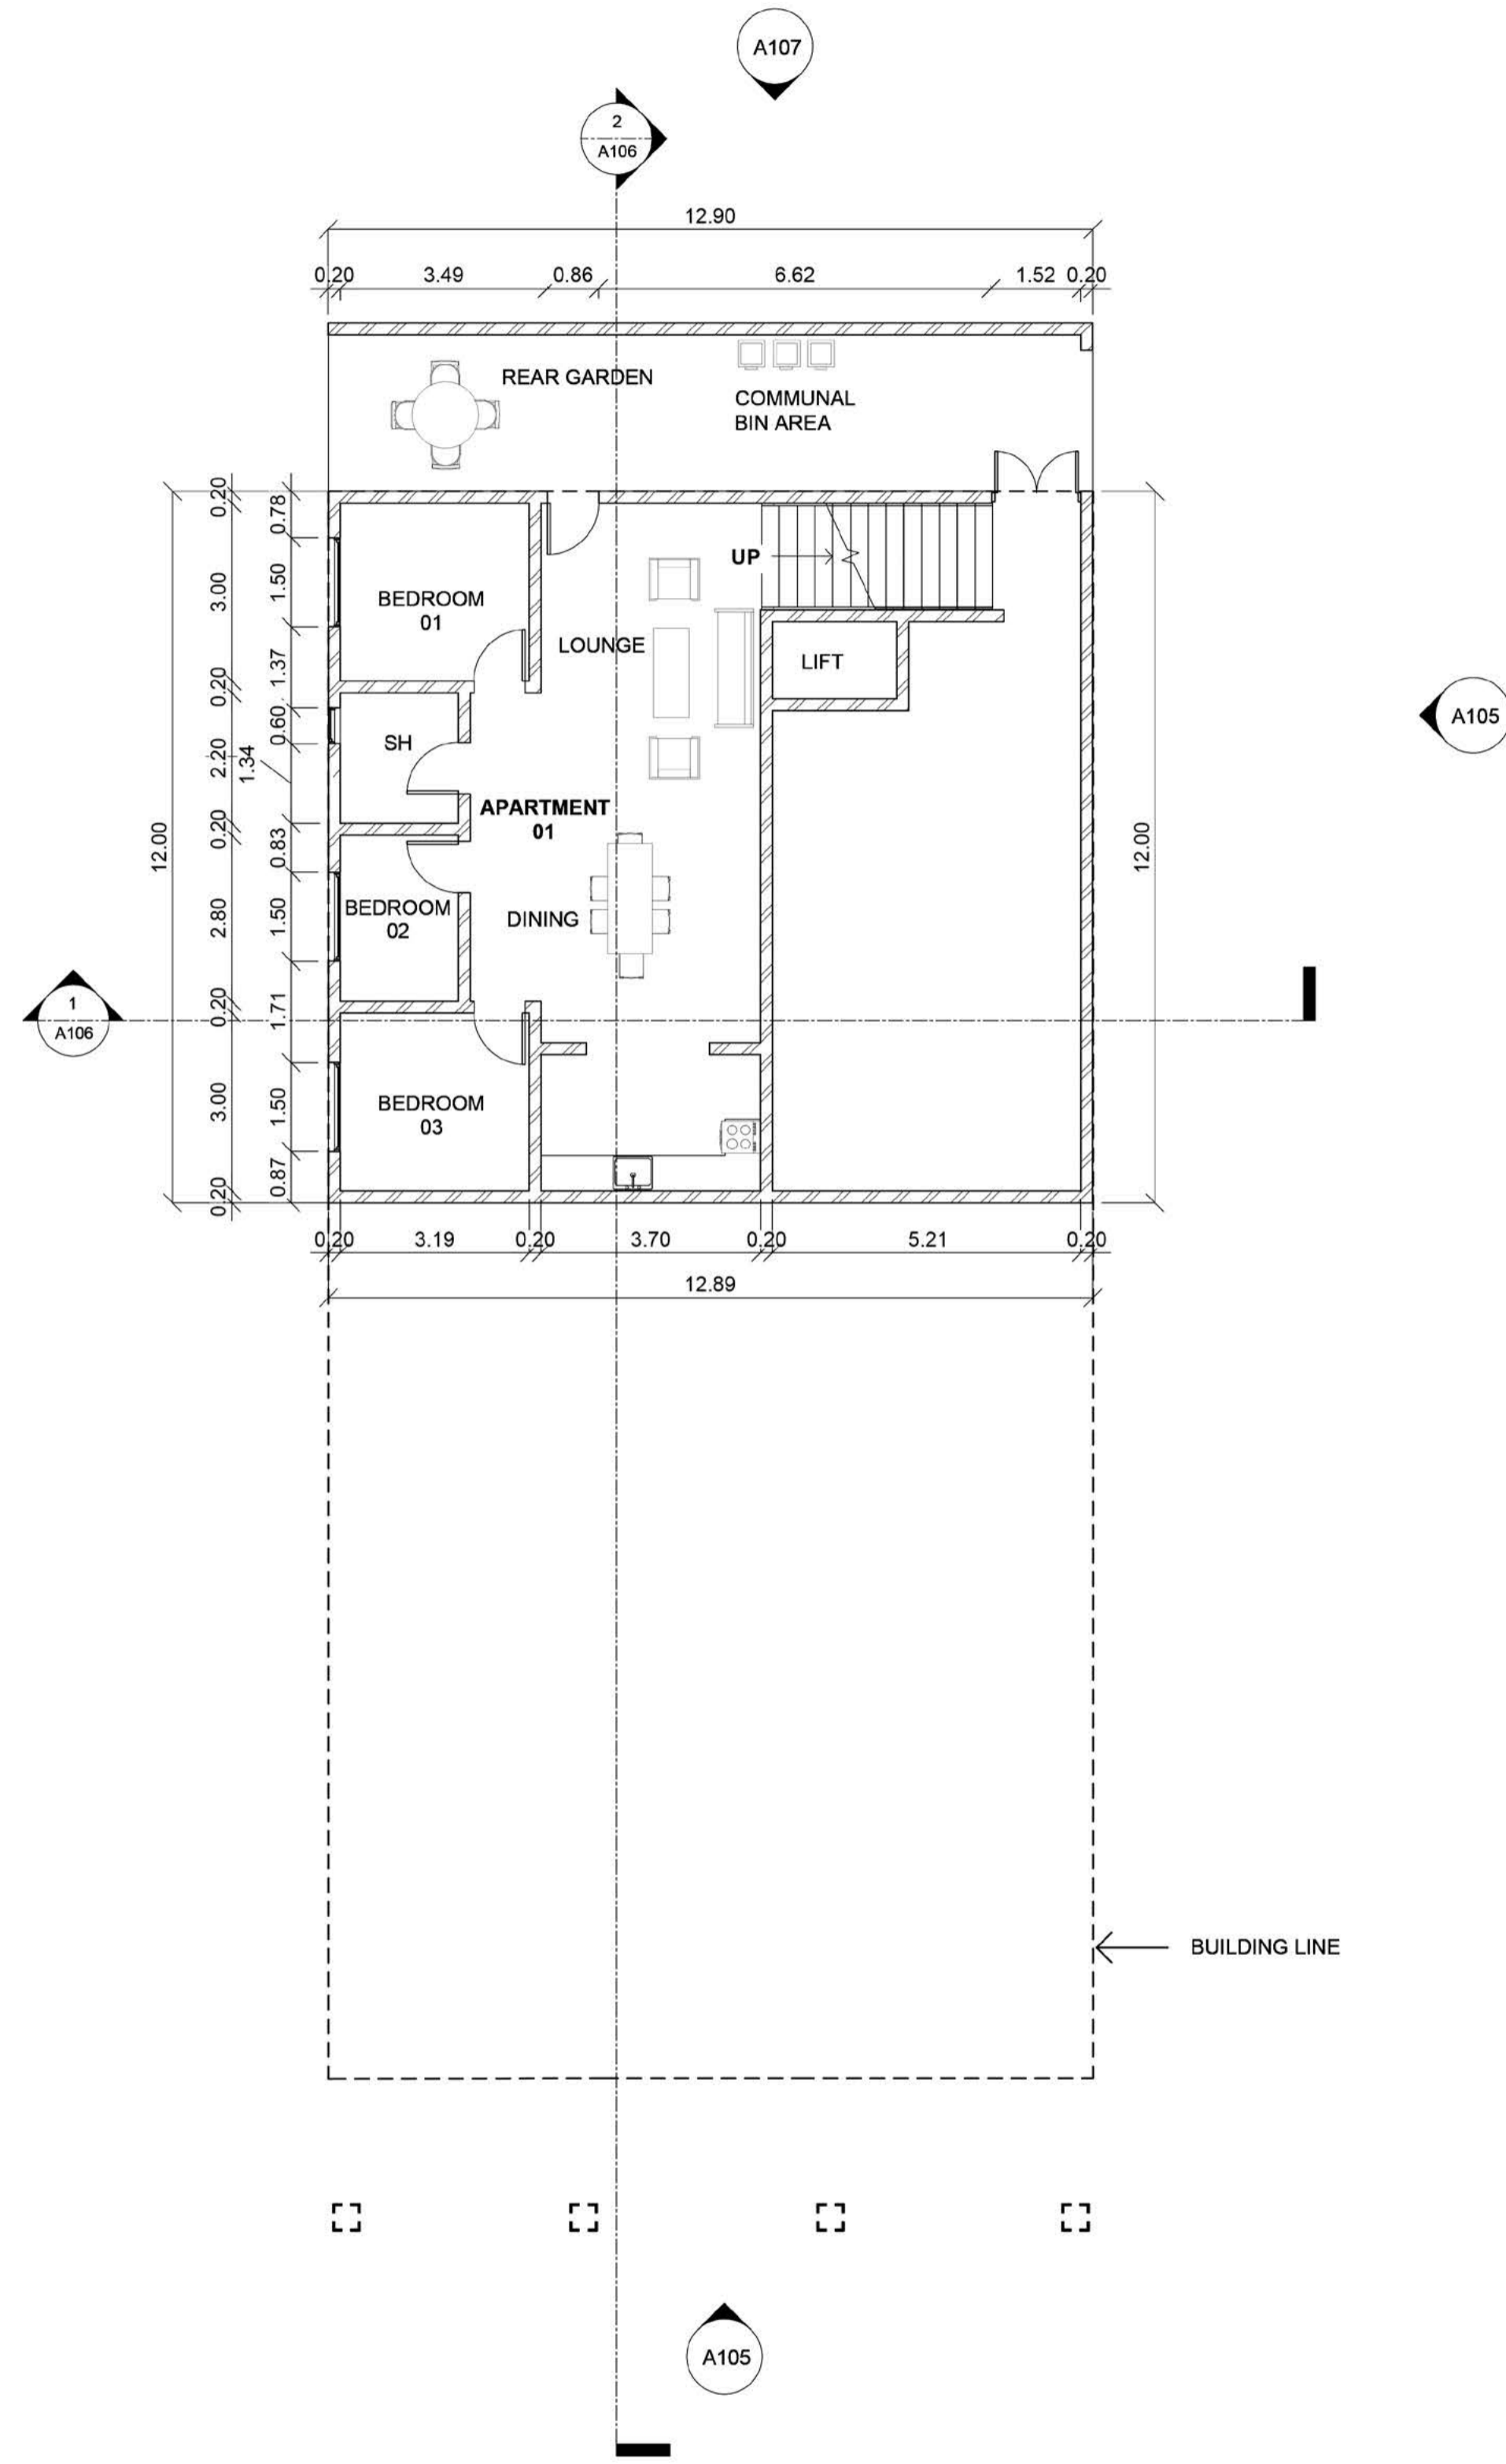 A107
2
A106
12.90
0.20
3.49
0.86
6.62
1.52
0.20
REAR GARDEN
COMMUNAL
BIN AREA
0.20
3.00
0.20
2.20
0.20
2.80
0.20
3.00
0.20
0.78
1.50
1.37
0.60
1.34
0.83
1.50
1.71
1.50
0.87
12.00
12.00
BEDROOM
01
UP
LOUNGE
LIFT
SH
A105
APARTMENT
01
BEDROOM
02
DINING
1
A106
BEDROOM
03
0.20
3.19
0.20
3.70
0.20
5.21
0.20
12.89
BUILDING LINE
A105